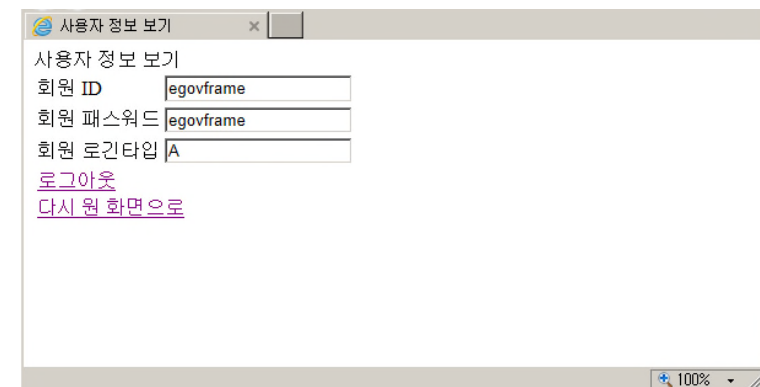 사용자 정보 보기
사용자 정보 보기
회원 ID egovframe
회원 패스워드 egovframe
회원 로긴타입 A
로그아웃
다시 원 화면으로
100%